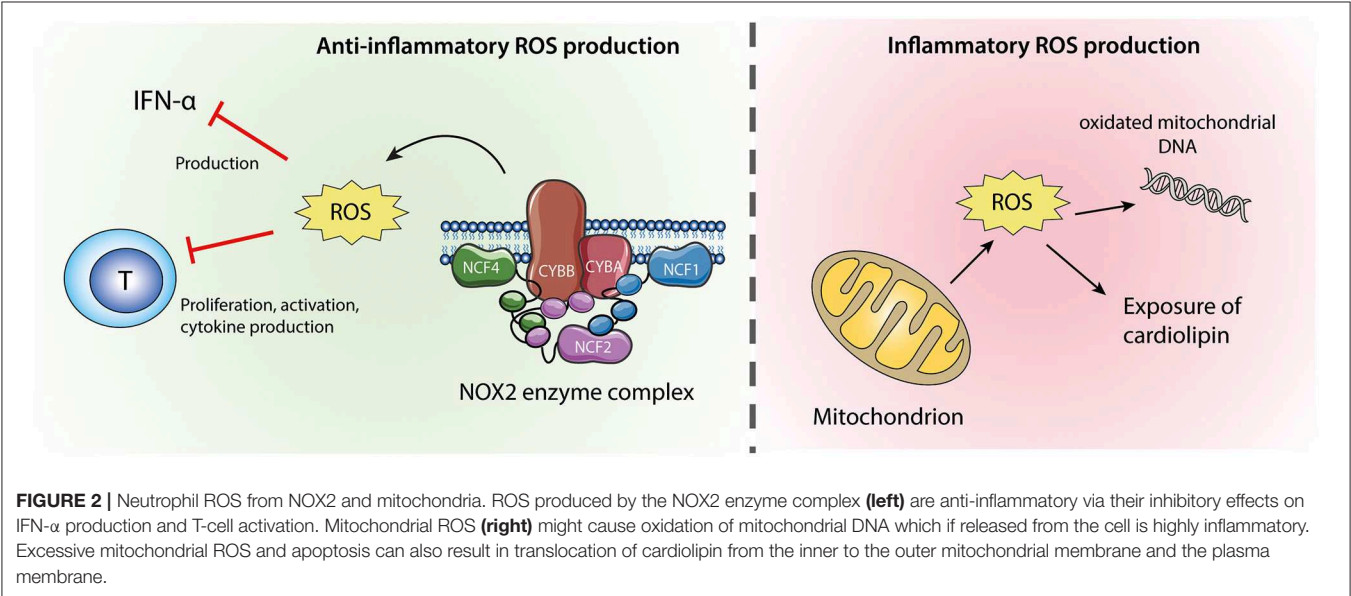 Anti-inflammatory ROS production
IFN-α
Production
ROS
T
Proliferation, activation,
cytokine production
NCF4
CYBB
CYBA
NCF1
NCF2
NOX2 enzyme complex
Inflammatory ROS production
oxidated mitochondrial
DNA
ROS
Exposure of
cardiolipin
Mitochondrion
FIGURE 2 | Neutrophil ROS from NOX2 and mitochondria. ROS produced by the NOX2 enzyme complex (left) are anti-inflammatory via their inhibitory effects on
IFN-α production and T-cell activation. Mitochondrial ROS (right) might cause oxidation of mitochondrial DNA which if released from the cell is highly inflammatory.
Excessive mitochondrial ROS and apoptosis can also result in translocation of cardiolipin from the inner to the outer mitochondrial membrane and the plasma
membrane.